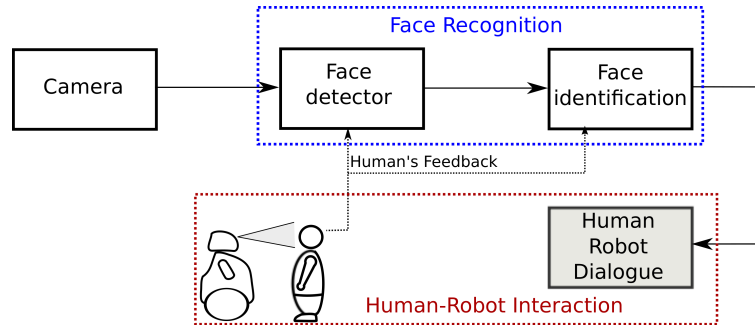 Face Recognition
Camera
Face
detector
Face
identification
Human's Feedback
Human
Robot
Dialogue
Human-Robot Interaction